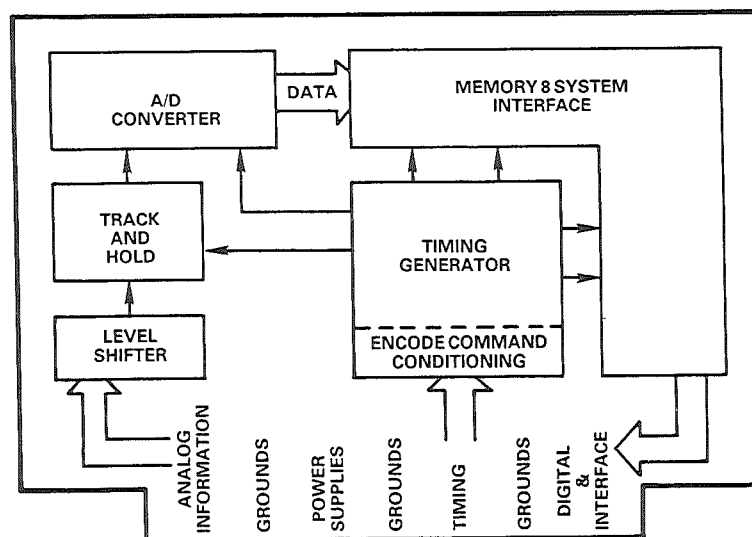 A/D
CONVERTER
DATA
MEMORY 8 SYSTEM
INTERFACE
TRACK
AND
HOLD
TIMING
GENERATOR
LEVEL
SHIFTER
ENCODE COMMAND
CONDITIONING
ANALOG
INFORMATION
GROUNDS
POWER
SUPPLIES
GROUNDS
TIMING
GROUNDS
DIGITAL
&
INTERFACE